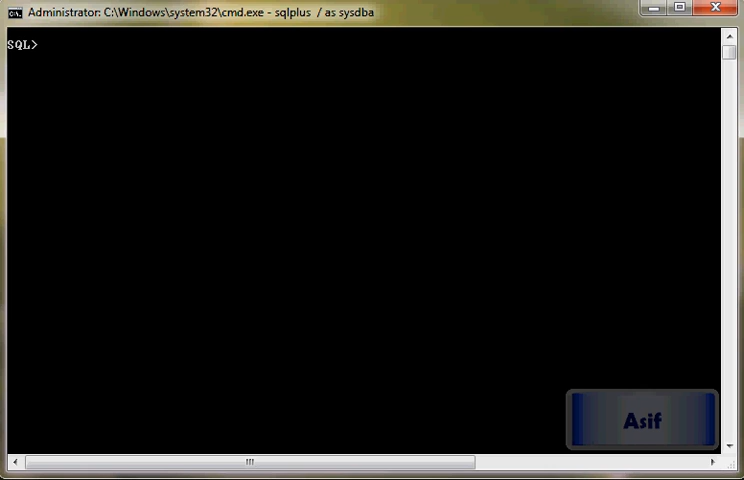 Administrator: C:\Windows\system32\cmd.exe - sqlplus  / as sysdba
SQL>
Asif